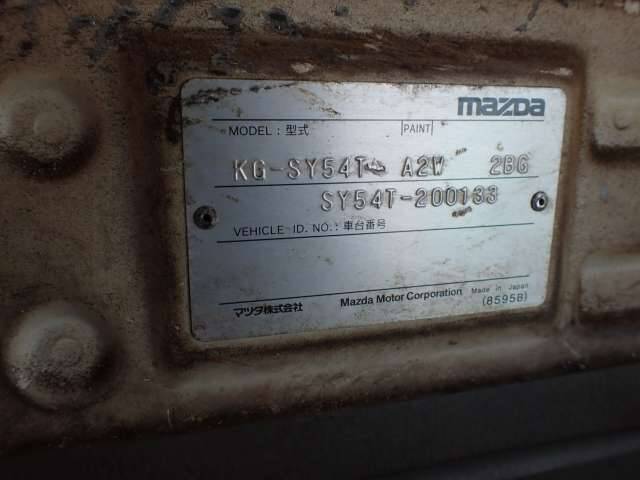 mazda
MODEL : 型式 PAINT
KG-SY54T- A2W 2BG
SY54T-200133
VEHICLE ID. NO. : 車台番号
マツダ株式会社 Mazda Motor Corporation Made in Japan
(8595B)